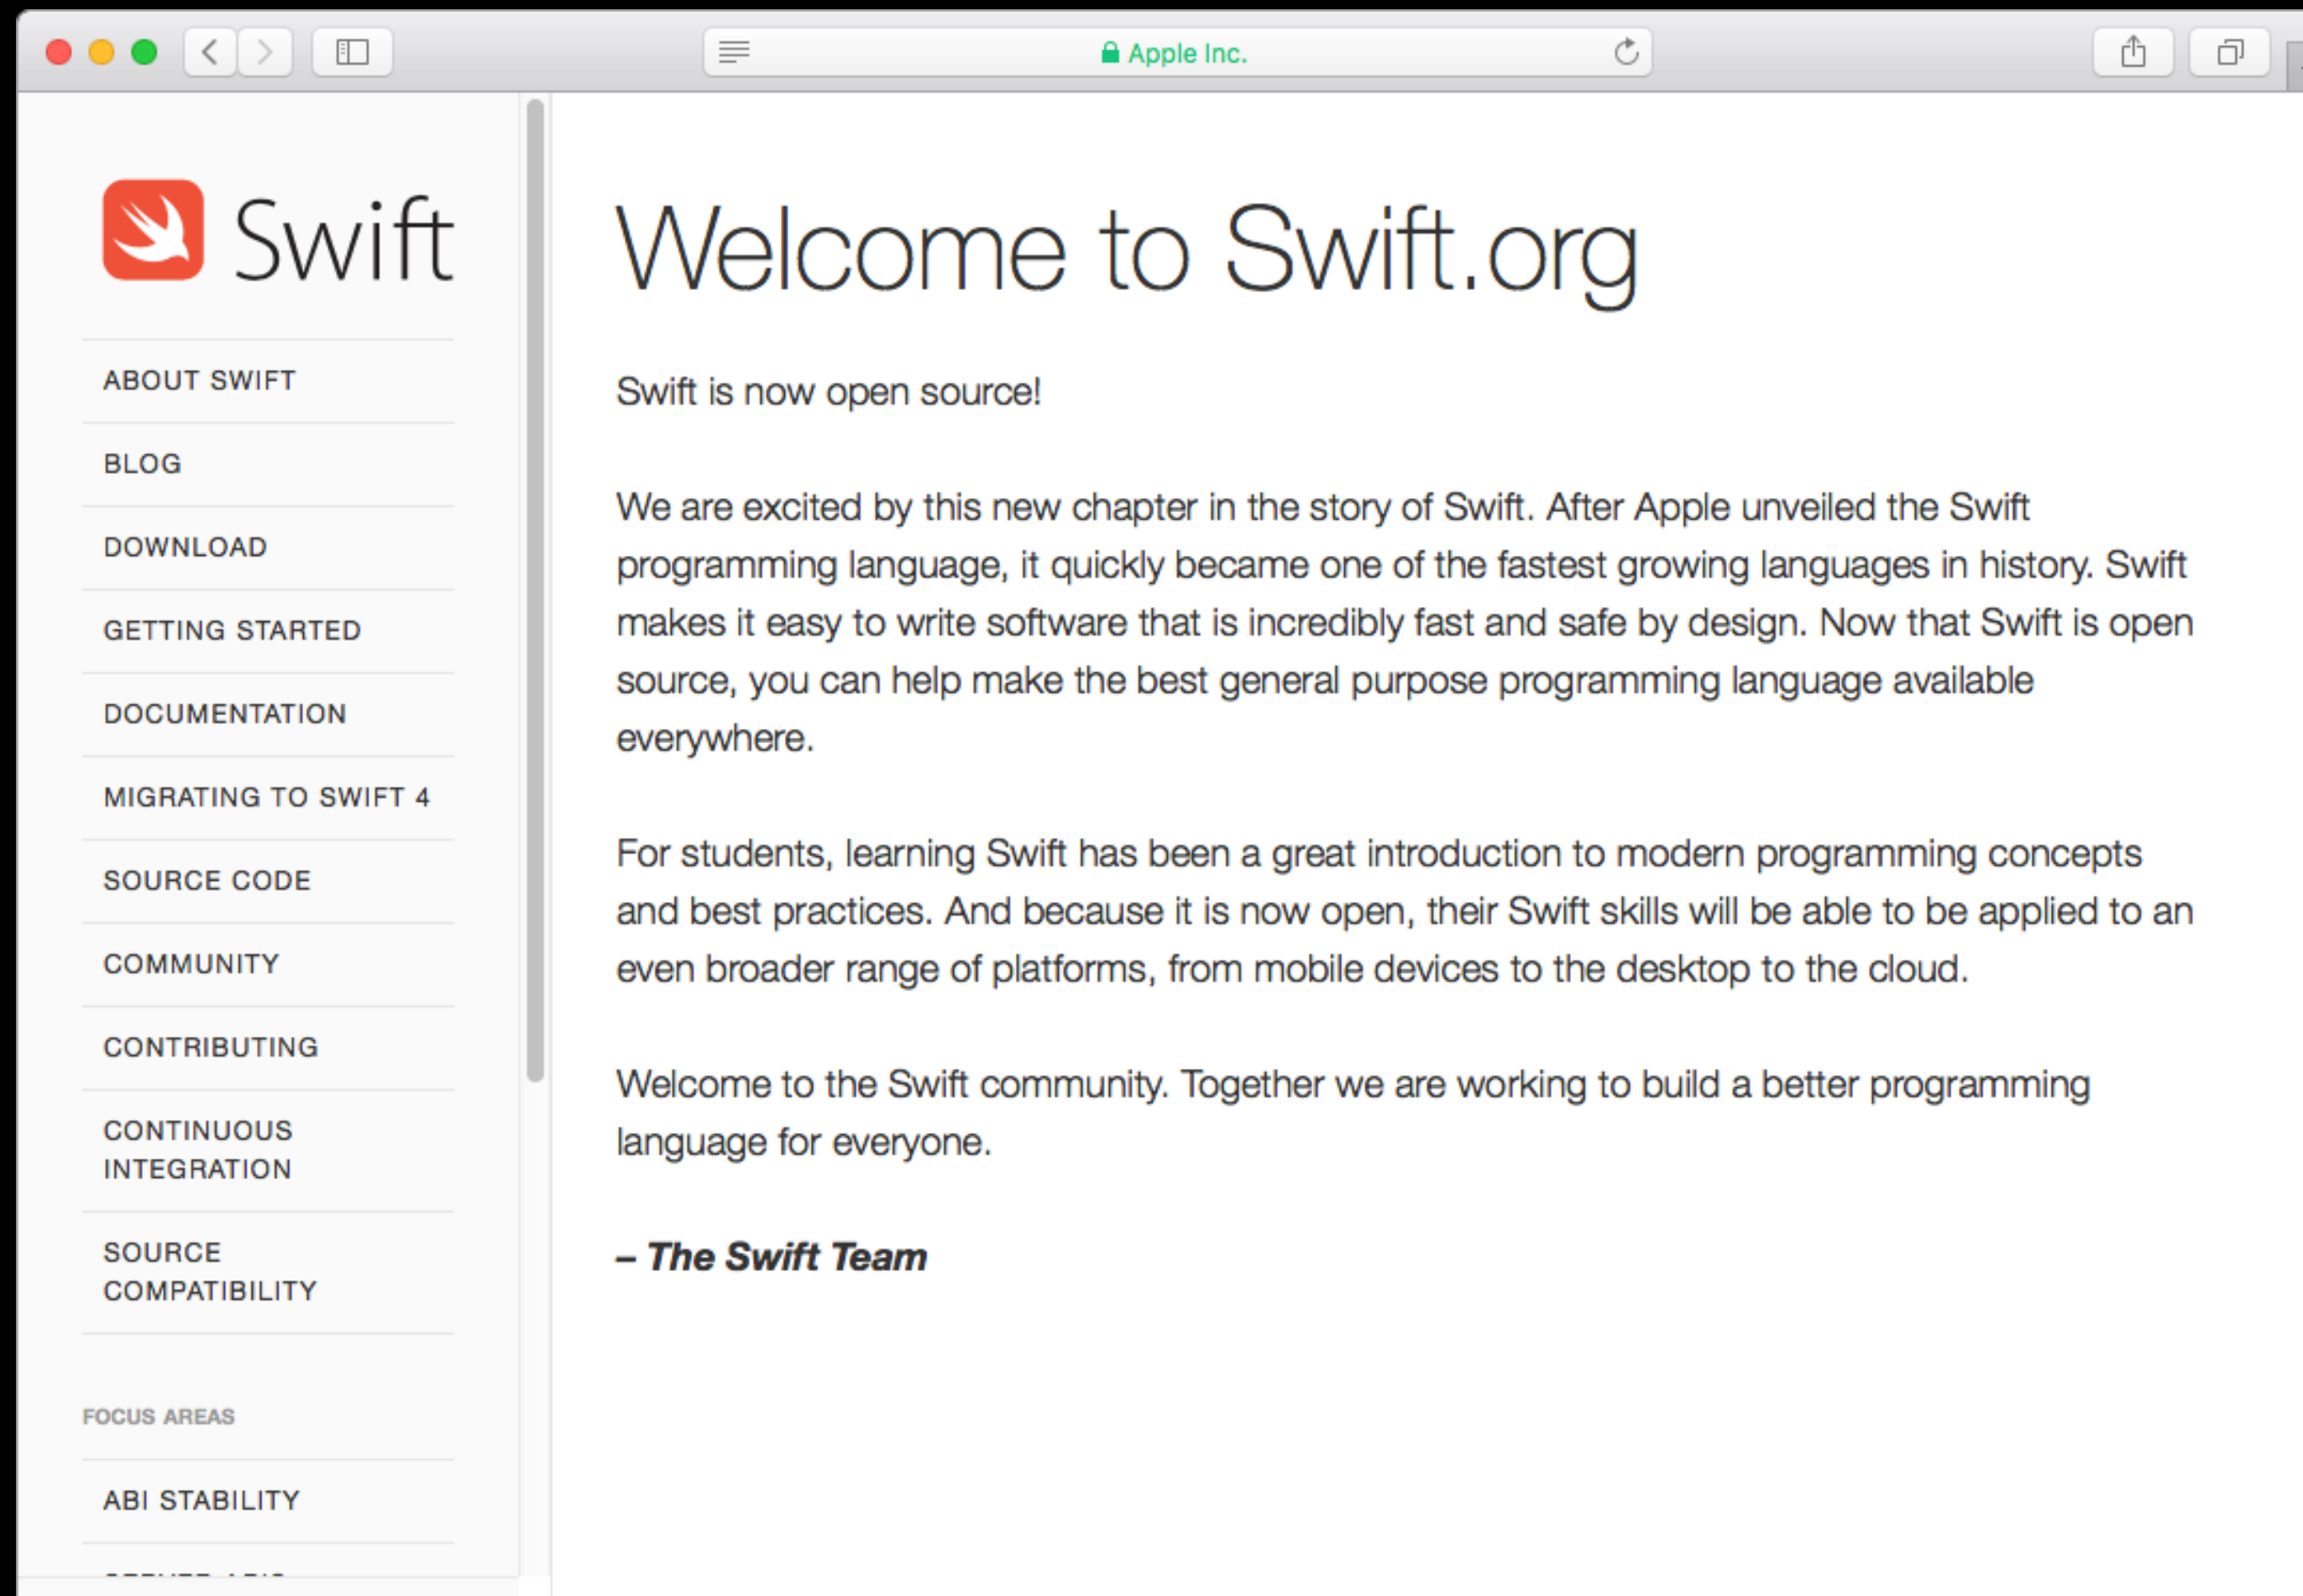 Apple Inc.
Swift
ABOUT SWIFT
BLOG
DOWNLOAD
GETTING STARTED
DOCUMENTATION
MIGRATING TO SWIFT 4
SOURCE CODE
COMMUNITY
CONTRIBUTING
CONTINUOUS
INTEGRATION
SOURCE
COMPATIBILITY
FOCUS AREAS
ABI STABILITY
Welcome to Swift.org
Swift is now open source!
We are excited by this new chapter in the story of Swift. After Apple unveiled the Swift
programming language, it quickly became one of the fastest growing languages in history. Swift
makes it easy to write software that is incredibly fast and safe by design. Now that Swift is open
source, you can help make the best general purpose programming language available
everywhere.
For students, learning Swift has been a great introduction to modern programming concepts
and best practices. And because it is now open, their Swift skills will be able to be applied to an
even broader range of platforms, from mobile devices to the desktop to the cloud.
Welcome to the Swift community. Together we are working to build a better programming
language for everyone.
– The Swift Team